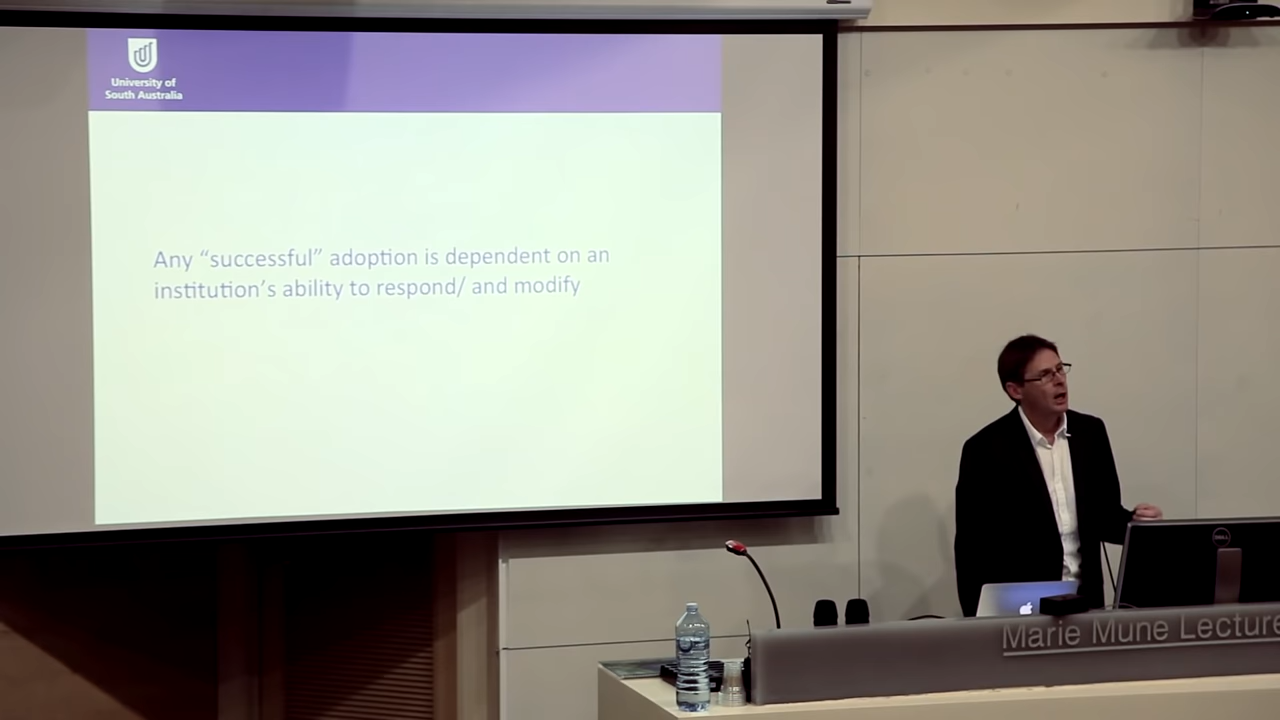 University of
South Australia
Any “successful” adoption is dependent on an
institution’s ability to respond/ and modify
DELL
Marie Mune Lecture